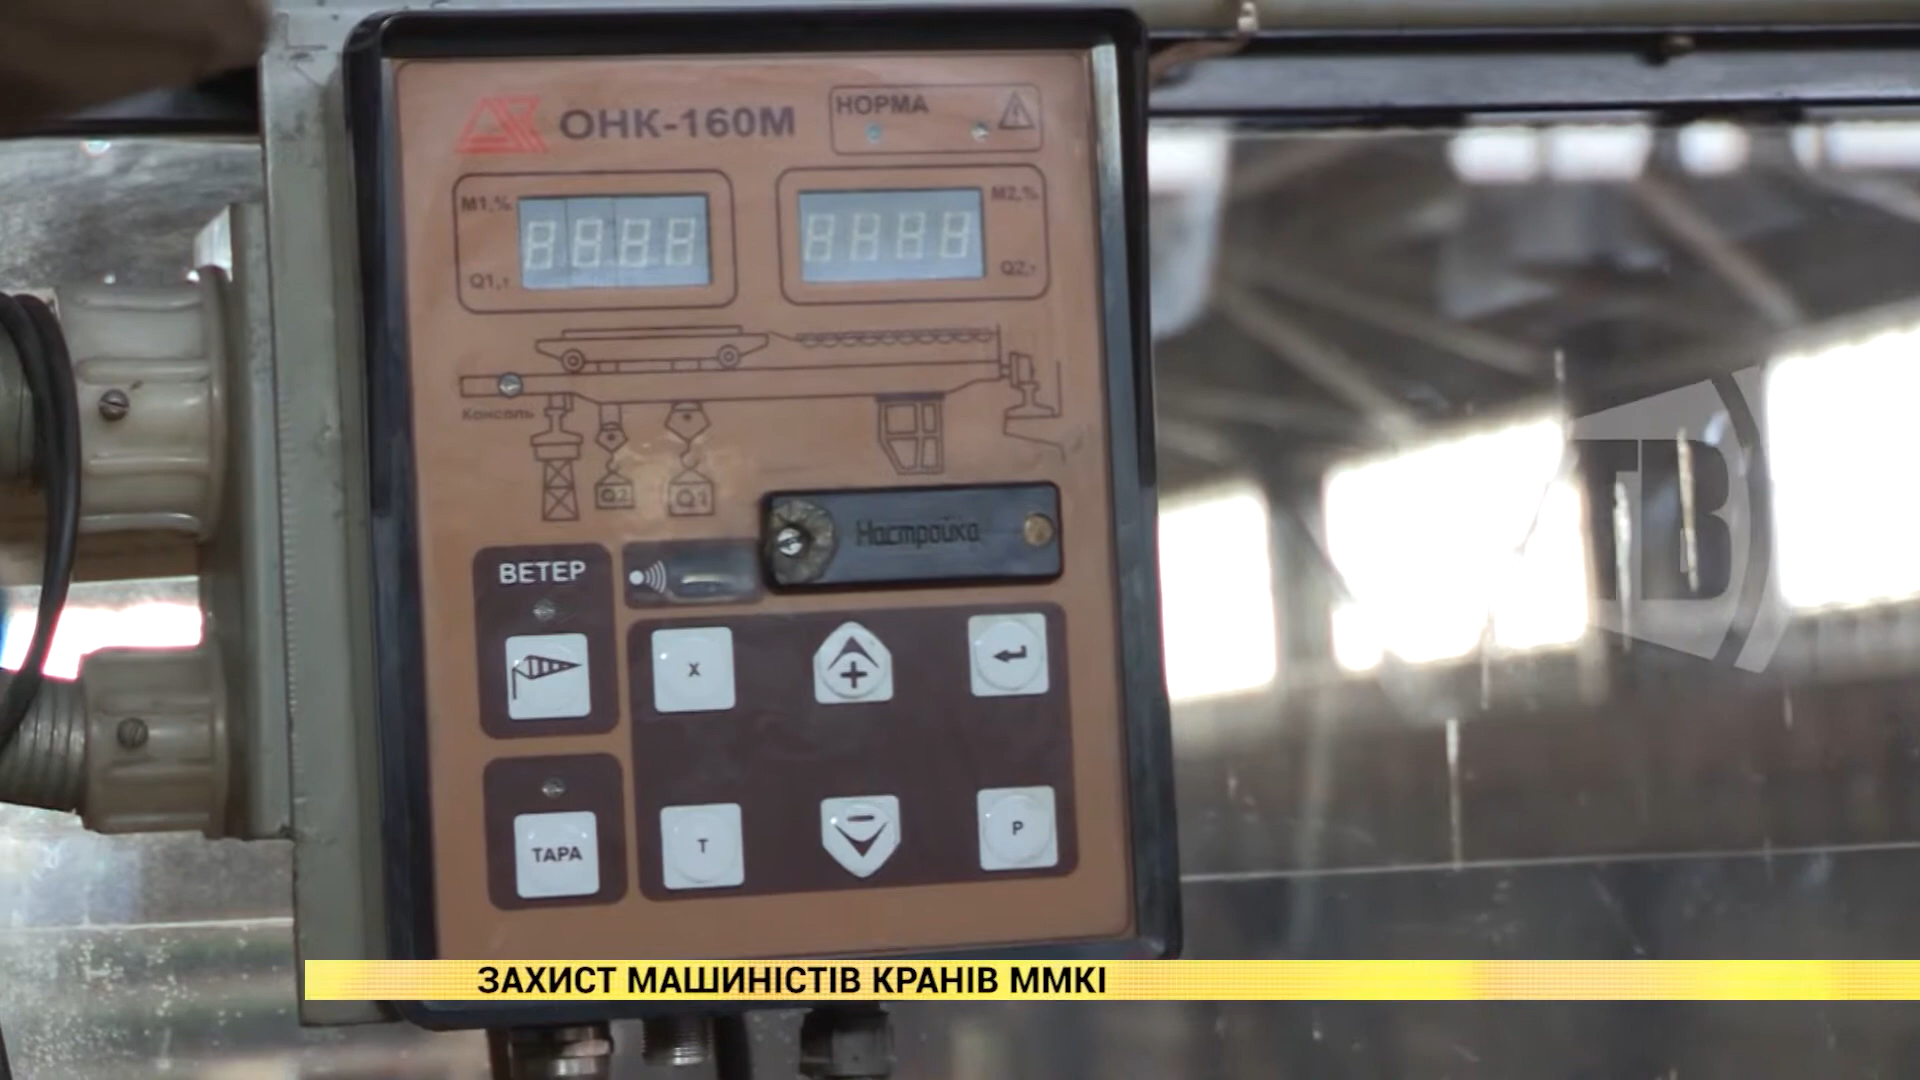 ОНК-160М
НОРМА
М1,%
М2,%
Q1,т
Q2,т
Консоль
Q2
Q1
Настройка
ВЕТЕР
X
ТАРА
Т
Р
ТВ
ЗАХИСТ МАШИНІСТІВ КРАНІВ ММКІ